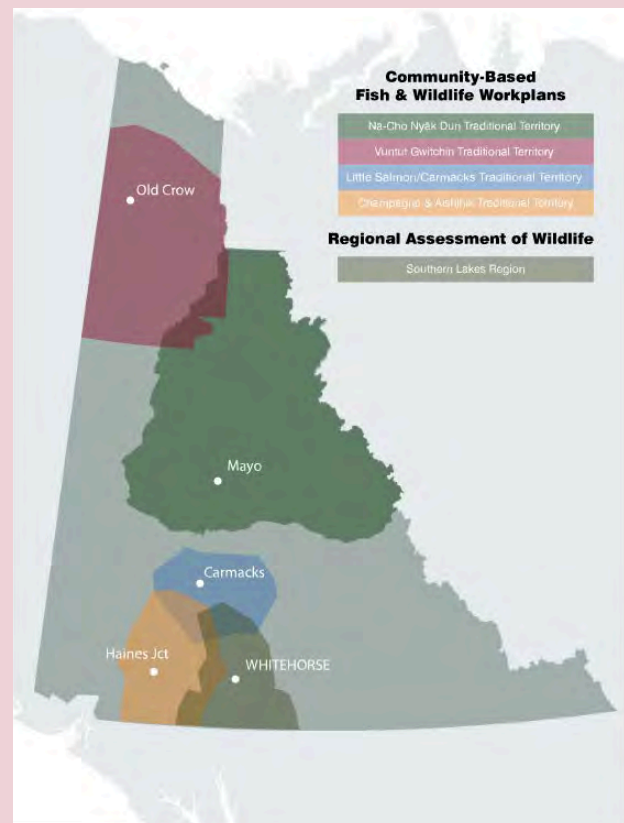 Community-Based
Fish & Wildlife Workplans
Na-Cho Nyäk Dun Traditional Territory
Vuntut Gwitchin Traditional Territory
Little Salmon/Carmacks Traditional Territory
Champagne & Aishihik Traditional Territory
Regional Assessment of Wildlife
Southern Lakes Region
Old Crow
Mayo
Carmacks
Haines Jct
WHITEHORSE